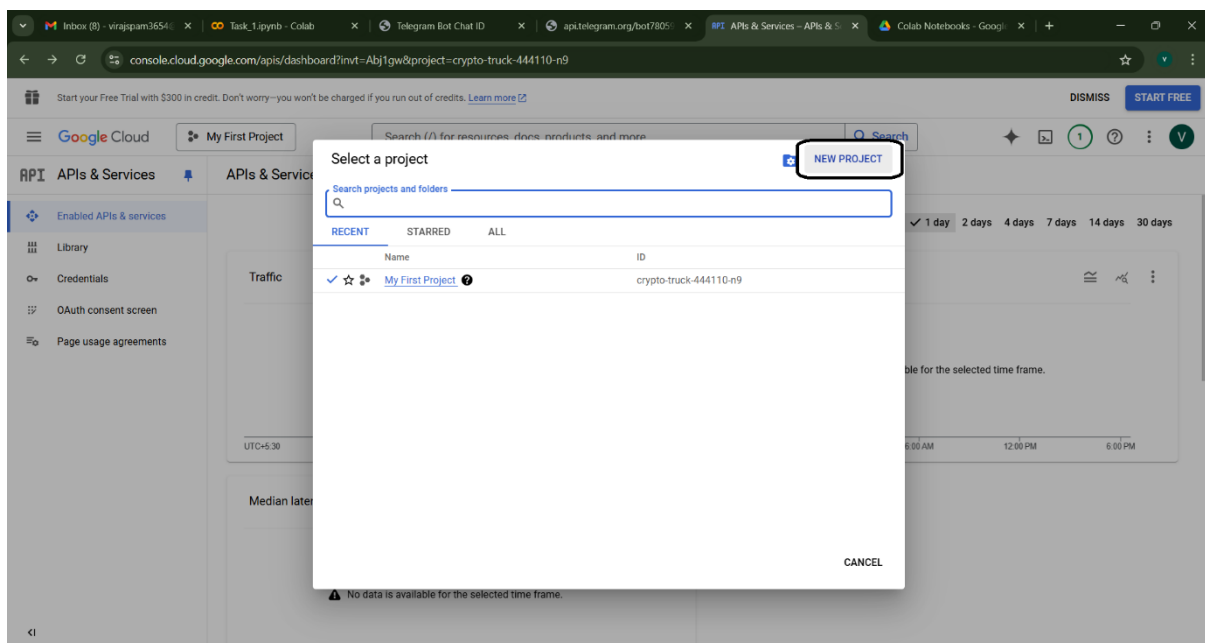 Inbox (8) - virajspam3654
Task_1.ipynb - Colab
Telegram Bot Chat ID
api.telegram.org/bot7805
API APIs & Services – APIs & S
Colab Notebooks - Googl
console.cloud.google.com/apis/dashboard?invt=Abj1gw&project=crypto-truck-444110-n9
Start your Free Trial with $300 in credit. Don't worry—you won't be charged if you run out of credits. Learn more
DISMISS
START FREE
Google Cloud
My First Project
Search (/) for resources, docs, products, and more
Search
1
V
API APIs & Services
APIs & Service
Enabled APIs & services
Library
Credentials
OAuth consent screen
Page usage agreements
Select a project
NEW PROJECT
Search projects and folders
RECENT STARRED ALL
Name ID
My First Project crypto-truck-444110-n9
CANCEL
1 day 2 days 4 days 7 days 14 days 30 days
Traffic
ble for the selected time frame.
UTC+5:30
6:00 AM 12:00 PM 6:00 PM
Median later
No data is available for the selected time frame.